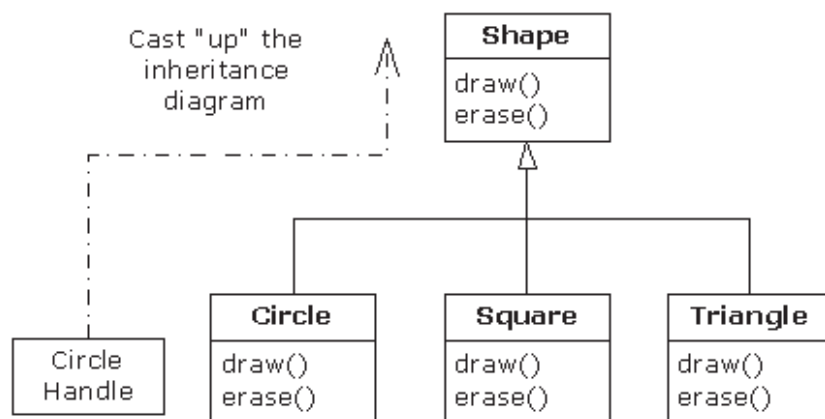 Cast "up" the
inheritance
diagram
Shape
draw()
erase()
Circle
Handle
Circle
draw()
erase()
Square
draw()
erase()
Triangle
draw()
erase()